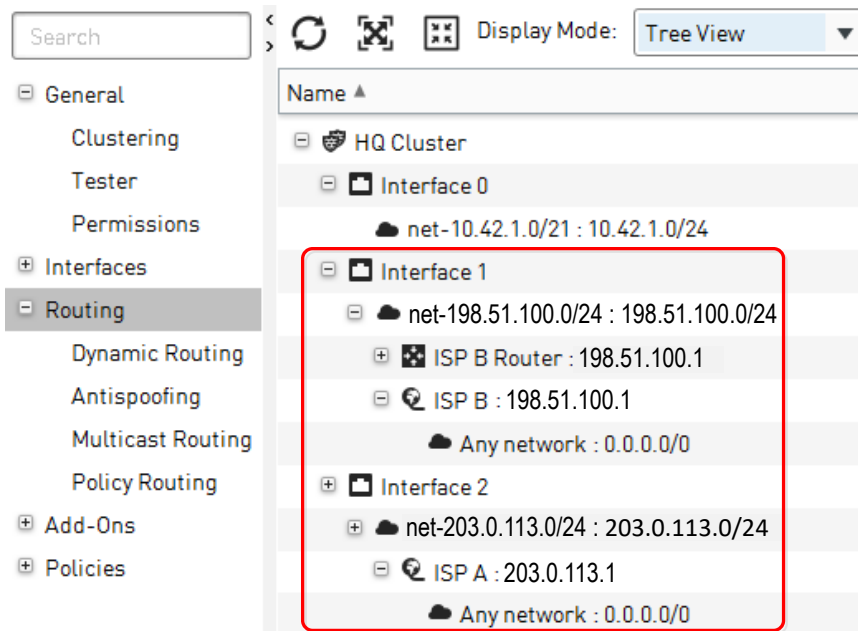 Search
General
Clustering
Tester
Permissions
Interfaces
Routing
Dynamic Routing
Antispoofing
Multicast Routing
Policy Routing
Add-Ons
Policies
Display Mode: Tree View
Name
HQ Cluster
Interface 0
net-10.42.1.0/21 : 10.42.1.0/24
Interface 1
net-198.51.100.0/24 : 198.51.100.0/24
ISP B Router : 198.51.100.1
ISP B : 198.51.100.1
Any network : 0.0.0.0/0
Interface 2
net-203.0.113.0/24 : 203.0.113.0/24
ISP A : 203.0.113.1
Any network : 0.0.0.0/0